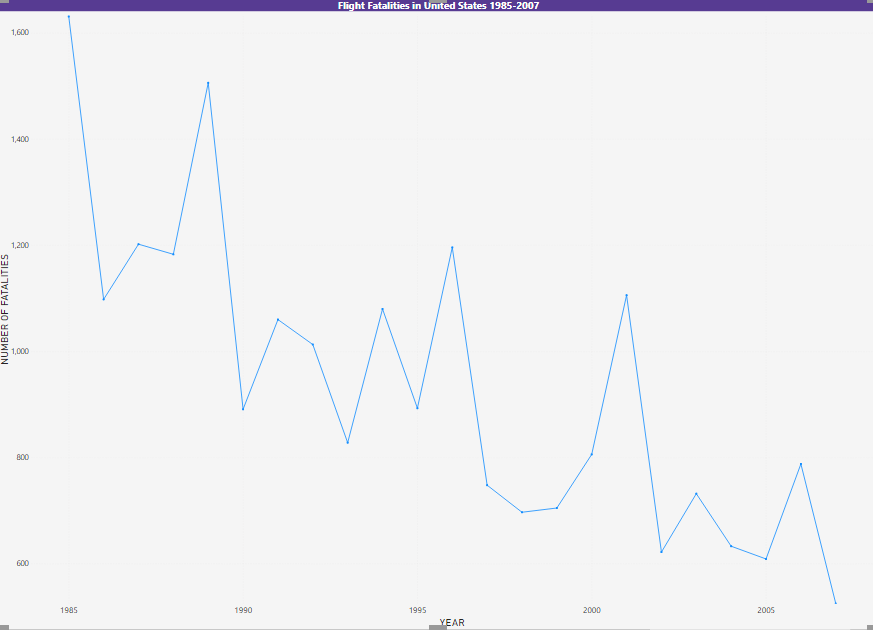 Flight Fatalities in United States 1985-2007
1,600
1,400
1,200
1,000
800
600
NUMBER OF FATALITIES
1985 1990 1995 2000 2005
YEAR